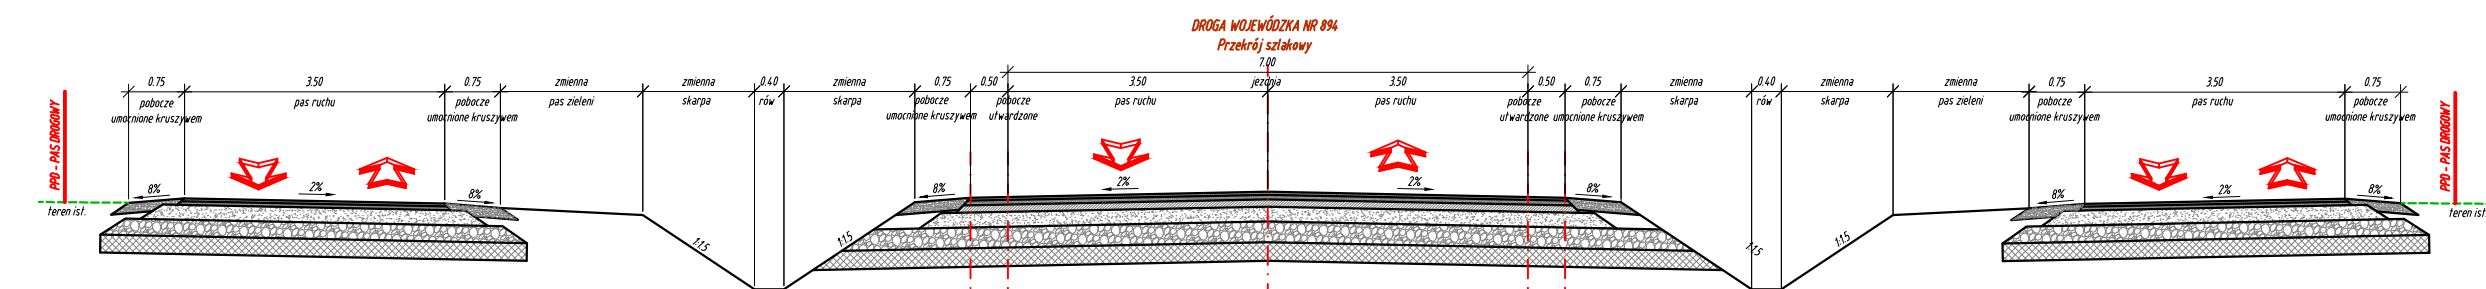 DROGA WOJEWÓDZKA NR 894
Przekrój szlakowy
7.00
0.75 3.50 0.75 zmienna zmienna 0.40 zmienna 0.75 0.50 3.50 jezdnia 3.50 0.50 0.75 zmienna 0.40 zmienna zmienna 0.75 3.50 0.75
pobocze pas ruchu pobocze pas zieleni skarpa rów skarpa pobocze pobocze pas ruchu pas ruchu pobocze pobocze skarpa rów skarpa pas zieleni pobocze pas ruchu pobocze
umocnione kruszywem umocnione kruszywem umocnione kruszywem utwardzone utwardzone umocnione kruszywem umocnione kruszywem umocnione kruszywem
PPD - PAS DROGOWY
PPD - PAS DROGOWY
8% 2% 8% 8% 2% 2% 8% 8% 2% 8%
teren ist. teren ist.
1:1.5 1:1.5 1:1.5 1:1.5